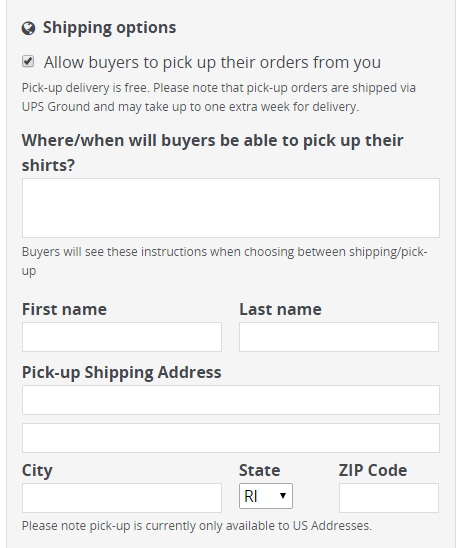 Shipping options
Allow buyers to pick up their orders from you
Pick-up delivery is free. Please note that pick-up orders are shipped via
UPS Ground and may take up to one extra week for delivery.
Where/when will buyers be able to pick up their
shirts?
Buyers will see these instructions when choosing between shipping/pick-
up
First name Last name
Pick-up Shipping Address
City State ZIP Code
RI
Please note pick-up is currently only available to US Addresses.